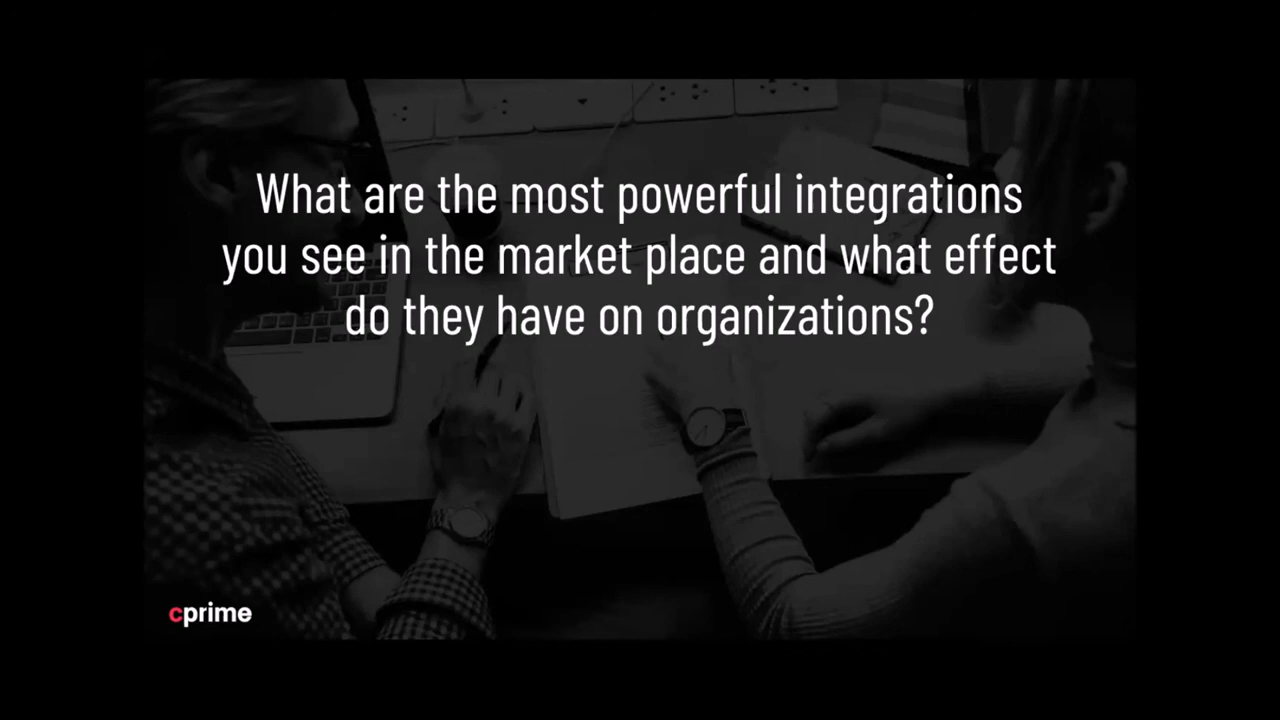 What are the most powerful integrations
you see in the market place and what effect
do they have on organizations?
cprime